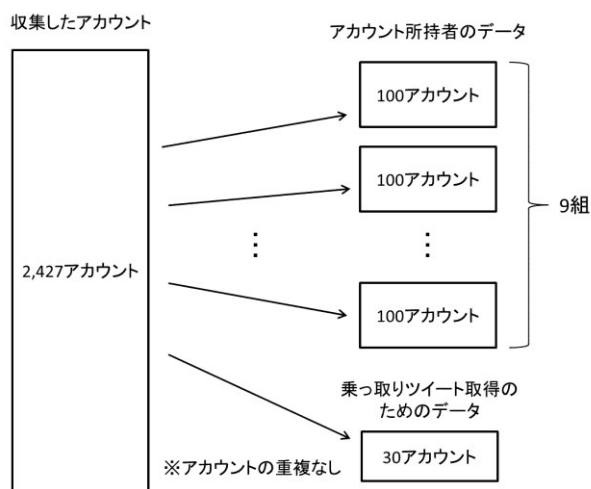 収集したアカウント
アカウント所持者のデータ
100アカウント
100アカウント
9組
⋮
⋮
2,427アカウント
100アカウント
乗っ取りツイート取得の
ためのデータ
※アカウントの重複なし
30アカウント